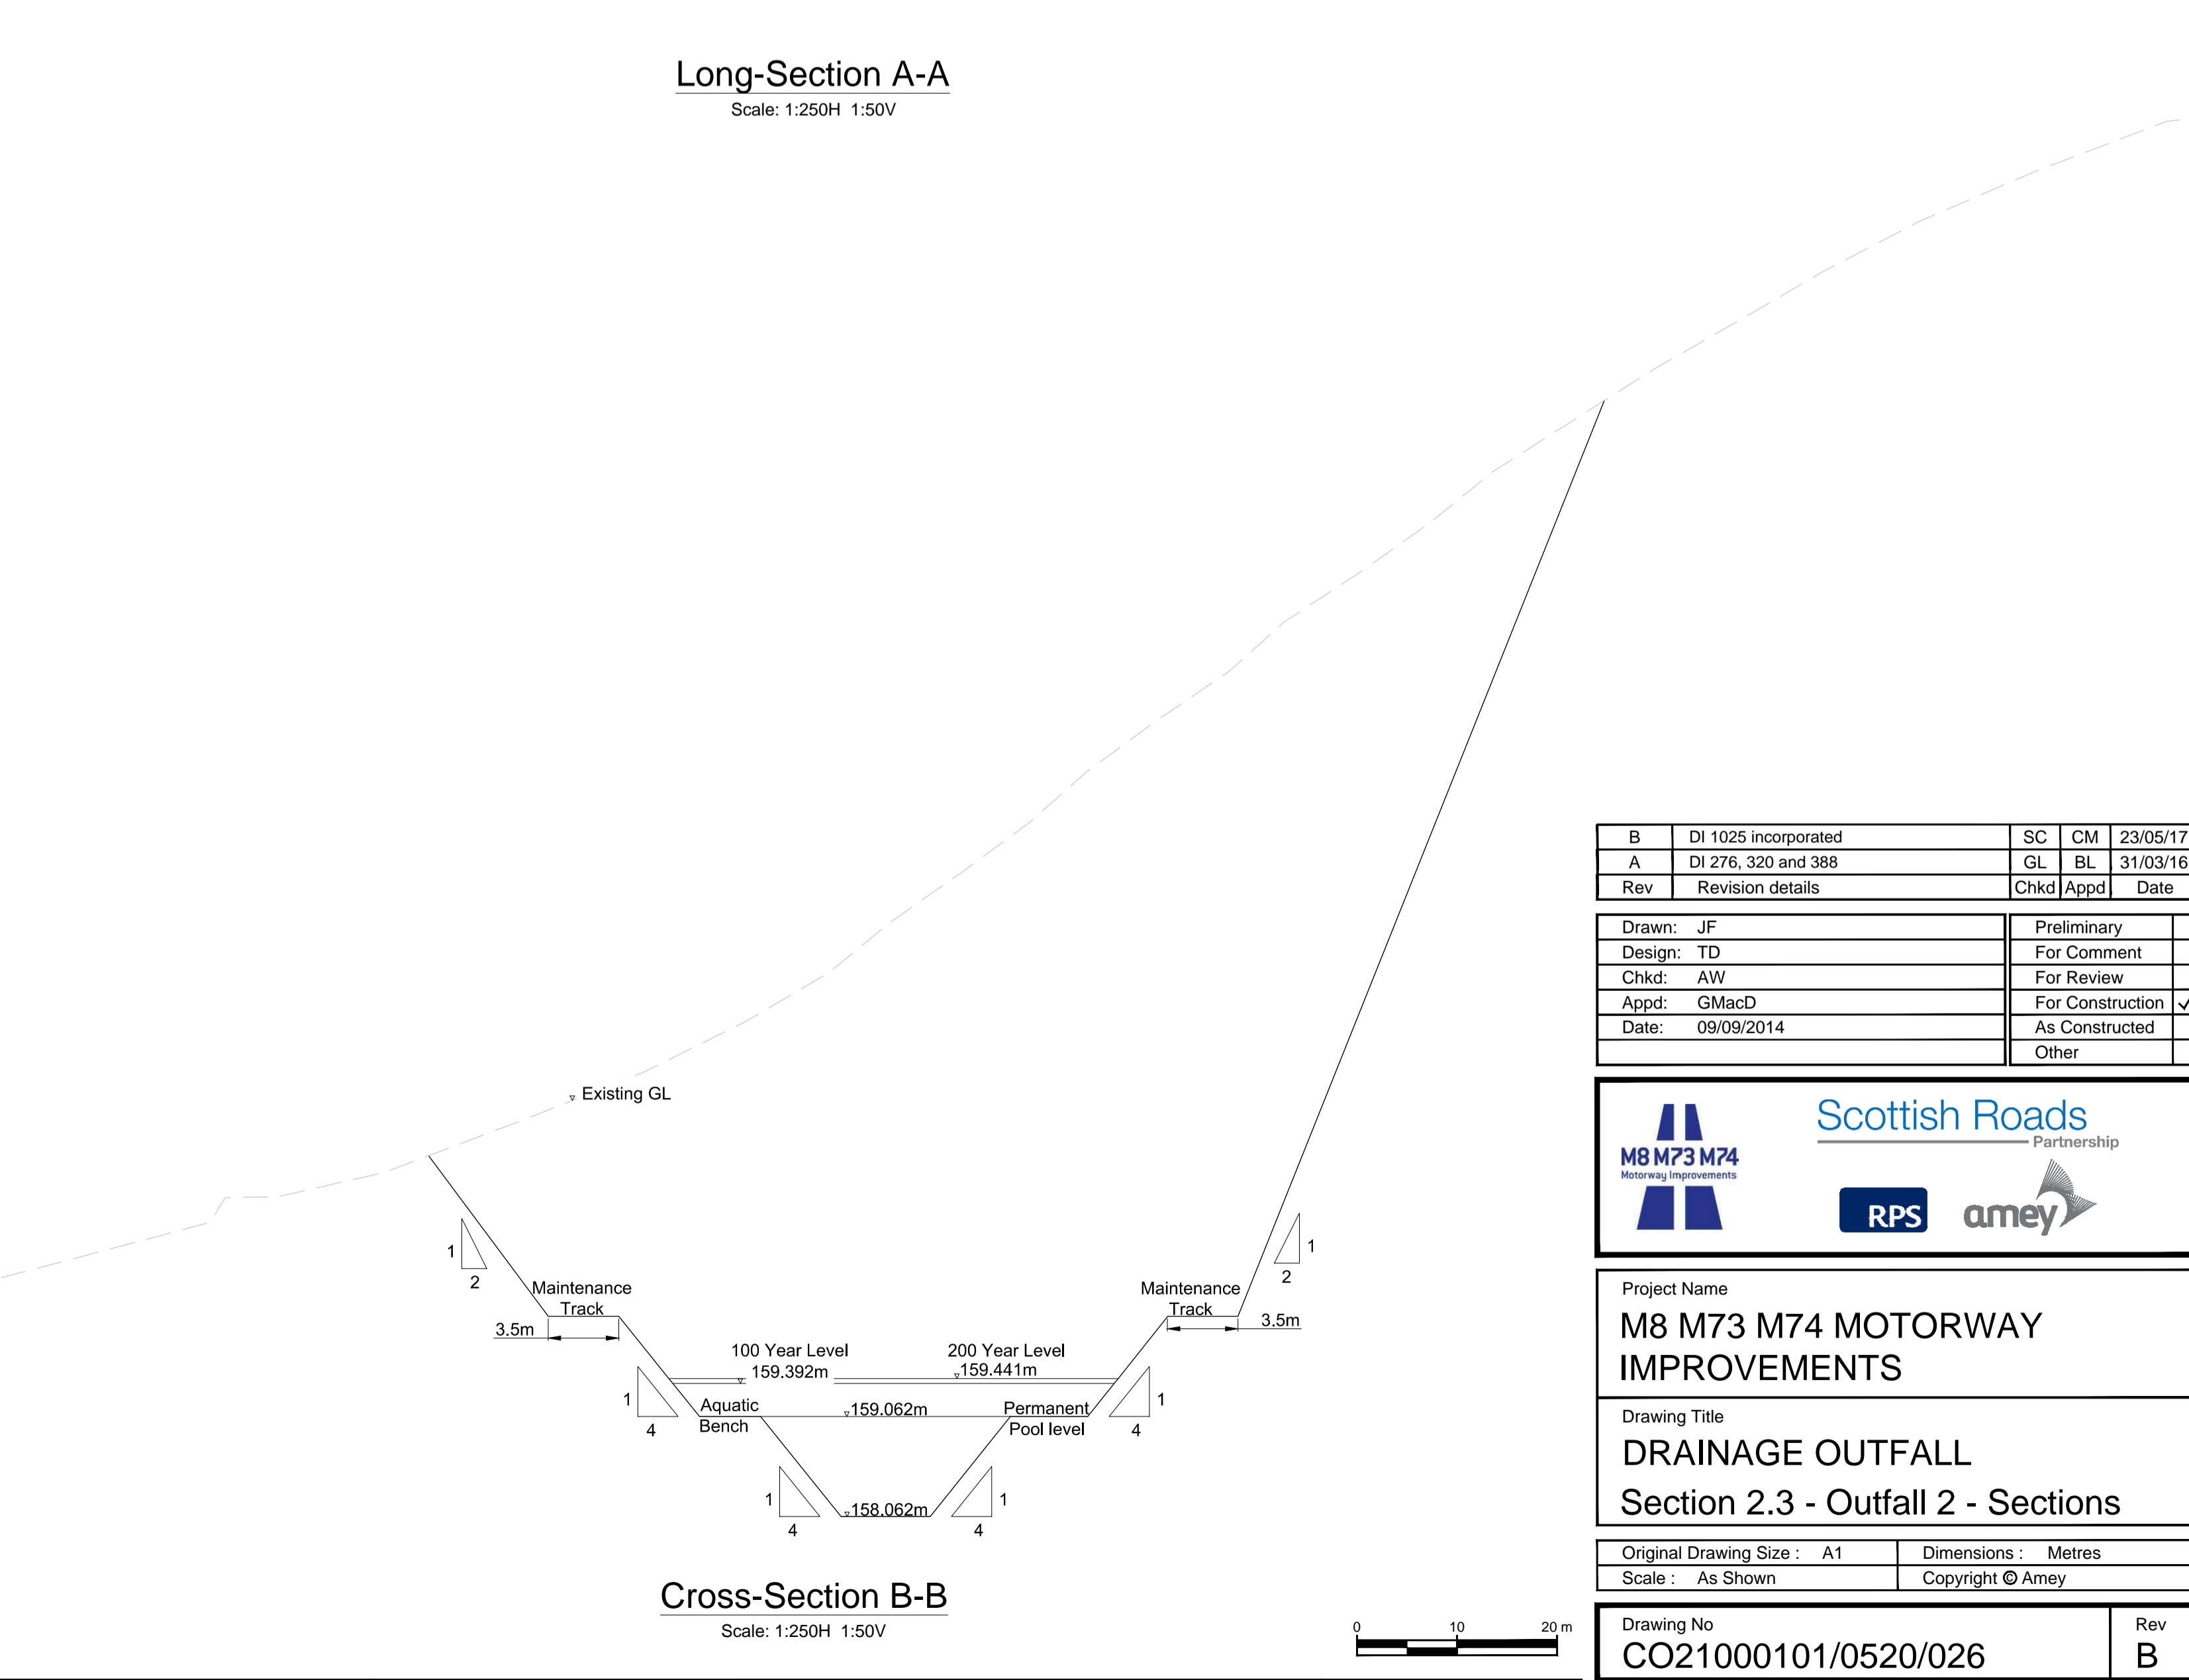 Long-Section A-A
Scale: 1:250H 1:50V
Existing GL
1
2
Maintenance
Track
3.5m
Maintenance
Track
3.5m
1
2
100 Year Level
159.392m
200 Year Level
159.441m
1
4
Aquatic
Bench
159.062m
Permanent
Pool level
1
4
1
4
158.062m
1
4
Cross-Section B-B
Scale: 1:250H 1:50V
0 10 20 m
B DI 1025 incorporated SC CM 23/05/17
A DI 276, 320 and 388 GL BL 31/03/16
Rev Revision details Chkd Appd Date
Drawn: JF
Design: TD
Chkd: AW
Appd: GMacD
Date: 09/09/2014
Preliminary
For Comment
For Review
For Construction ✓
As Constructed
Other
M8 M73 M74
Motorway Improvements
Scottish Roads
Partnership
RPS
amey
Project Name
M8 M73 M74 MOTORWAY
IMPROVEMENTS
Drawing Title
DRAINAGE OUTFALL
Section 2.3 - Outfall 2 - Sections
Original Drawing Size : A1 Dimensions : Metres
Scale : As Shown Copyright © Amey
Drawing No Rev
CO21000101/0520/026 B